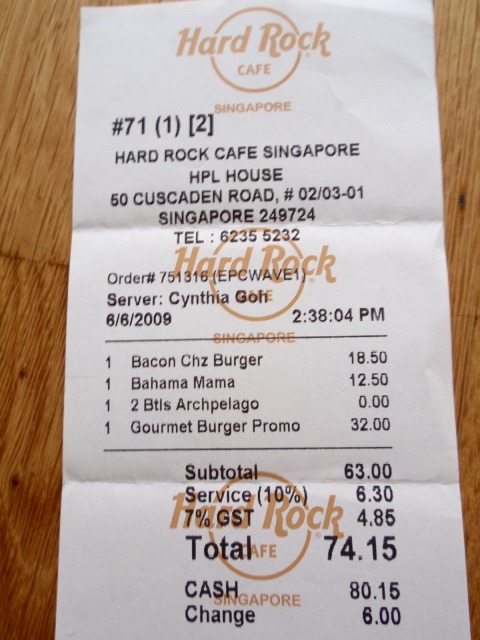 Hard Rock
CAFE
SINGAPORE
#71 (1) [2]
HARD ROCK CAFE SINGAPORE
HPL HOUSE
50 CUSCADEN ROAD, # 02/03-01
SINGAPORE 249724
TEL : 6235 5232
Hard Rock
CAFE
Order# 751316 (EPCWAVE1)
Server: Cynthia Goh
6/6/2009 2:38:04 PM
SINGAPORE
1 Bacon Chz Burger 18.50
1 Bahama Mama 12.50
1 2 Btls Archpelago 0.00
1 Gourmet Burger Promo 32.00
Subtotal 63.00
Service (10%) 6.30
Hard Rock
7% GST 4.85
Total 74.15
CAFE
CASH 80.15
SINGAPORE
Change 6.00